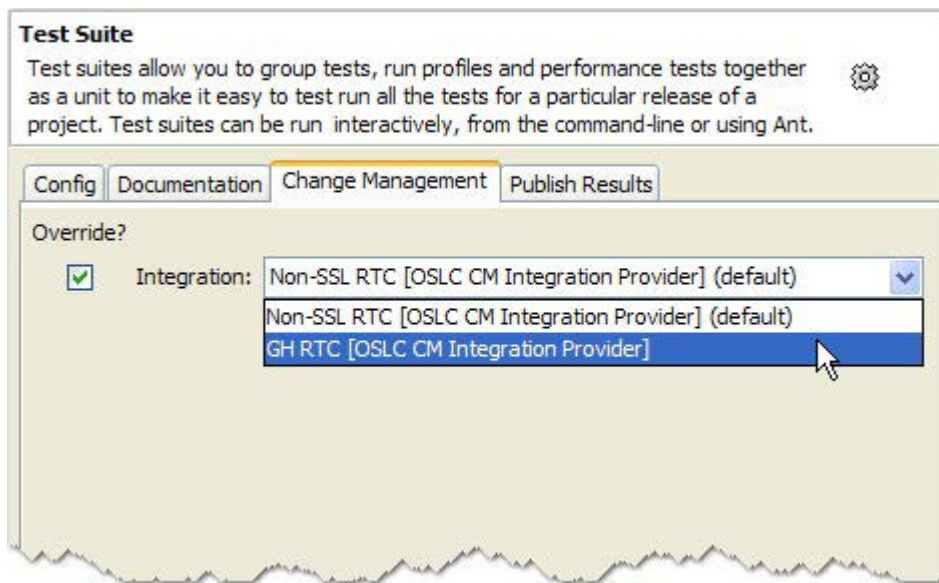 Test Suite
Test suites allow you to group tests, run profiles and performance tests together
as a unit to make it easy to test run all the tests for a particular release of a
project. Test suites can be run interactively, from the command-line or using Ant.
Config Documentation Change Management Publish Results
Override?
Integration: Non-SSL RTC [OSLC CM Integration Provider] (default)
Non-SSL RTC [OSLC CM Integration Provider] (default)
GH RTC [OSLC CM Integration Provider]